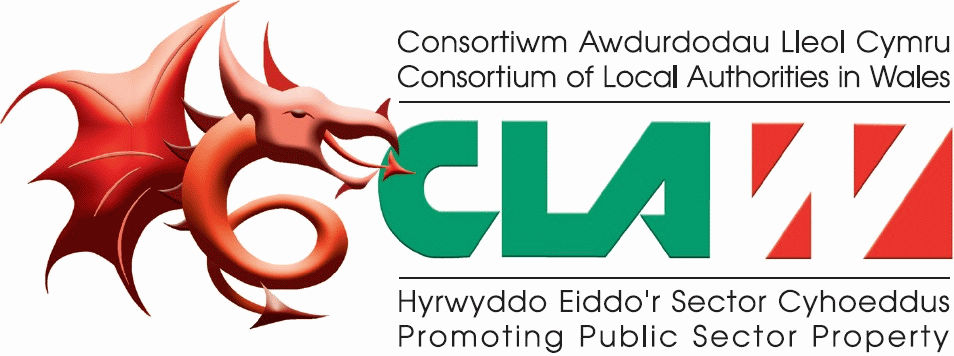 Consortiwm Awdurdodau Lleol Cymru
Consortium of Local Authorities in Wales
CLAW
Hyrwyddo Eiddo'r Sector Cyhoeddus
Promoting Public Sector Property